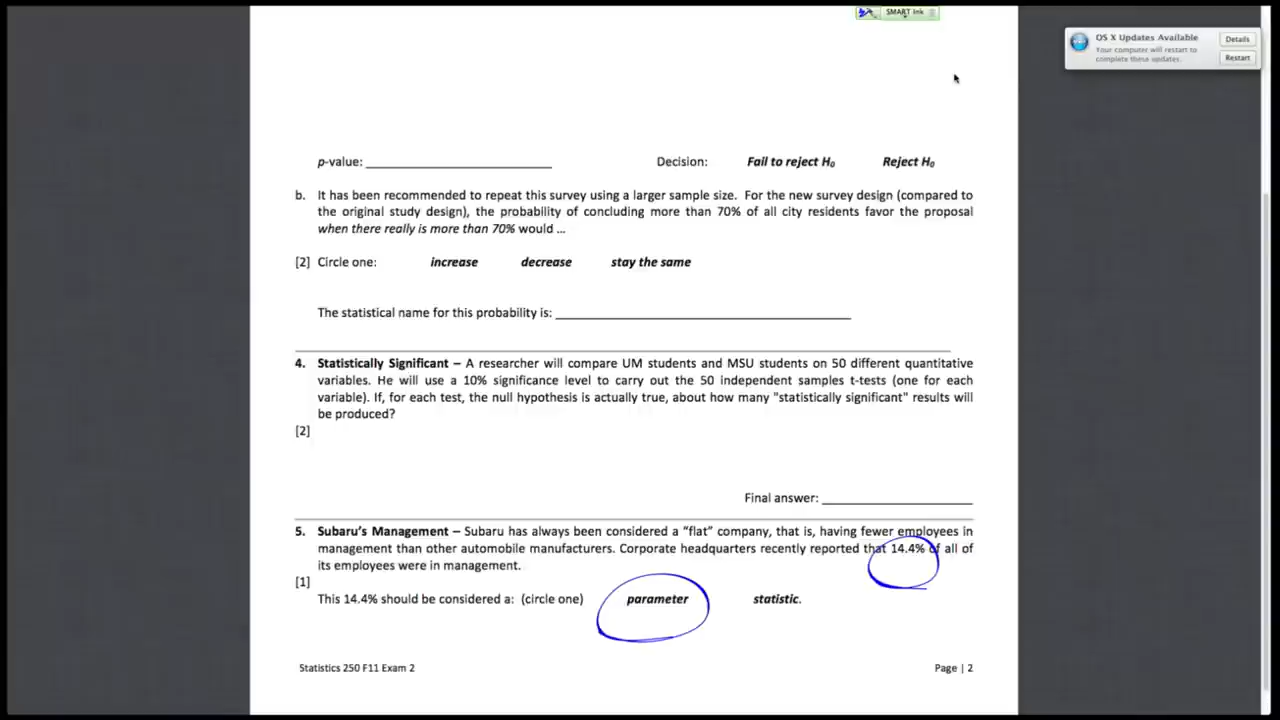 SMART Ink
OS X Updates Available
Your computer will restart to
complete these updates.
Details
Restart
p-value: ____________________ Decision: Fail to reject H₀ Reject H₀
b. It has been recommended to repeat this survey using a larger sample size. For the new survey design (compared to
the original study design), the probability of concluding more than 70% of all city residents favor the proposal
when there really is more than 70% would …
[2] Circle one: increase decrease stay the same
The statistical name for this probability is: ________________________________
4. Statistically Significant – A researcher will compare UM students and MSU students on 50 different quantitative
variables. He will use a 10% significance level to carry out the 50 independent samples t-tests (one for each
variable). If, for each test, the null hypothesis is actually true, about how many "statistically significant" results will
be produced?
[2]
Final answer: ________________
5. Subaru’s Management – Subaru has always been considered a “flat” company, that is, having fewer employees in
management than other automobile manufacturers. Corporate headquarters recently reported that 14.4% of all of
its employees were in management.
[1]
This 14.4% should be considered a: (circle one) parameter statistic.
Statistics 250 F11 Exam 2 Page | 2